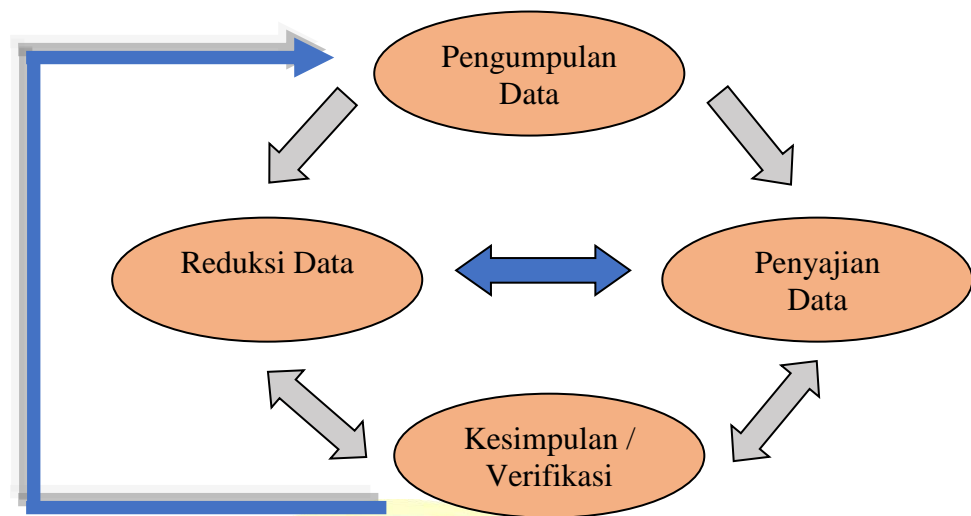 Pengumpulan
Data
Reduksi Data
Penyajian
Data
Kesimpulan /
Verifikasi